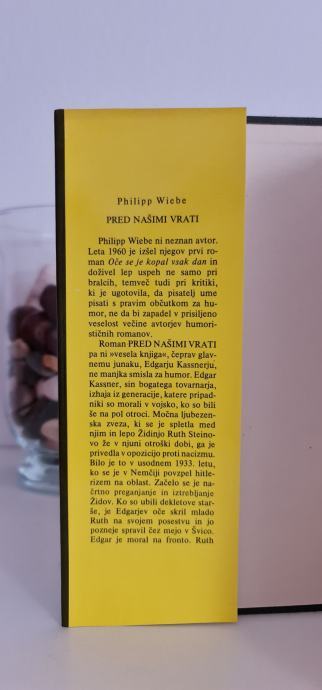 Philipp Wiebe
PRED NAŠIMI VRATI
Philipp Wiebe ni neznan avtor.
Leta 1960 je izšel njegov prvi ro-
man Oče se je kopal vsak dan in
doživel lep uspeh ne samo pri
bralcih, temveč tudi pri kritiki,
ki je ugotovila, da pisatelj ume
pisati s pravim občutkom za hu-
mor, ne da bi zapadel v prisiljeno
veselost večine avtorjev humori-
stičnih romanov.
Roman PRED NAŠIMI VRATI
pa ni »vesela knjiga«, čeprav glav-
nemu junaku, Edgarju Kassnerju,
ne manjka smisla za humor. Edgar
Kassner, sin bogatega tovarnarja,
izhaja iz generacije, katere pripad-
niki so morali v vojsko, ko so bili
še na pol otroci. Močna ljubezen-
ska zveza, ki se je spletla med
njim in lepo Židinjo Ruth Steino-
vo že v njuni otroški dobi, ga je
privedla v opozicijo proti nacizmu.
Bilo je to v usodnem 1933. letu,
ko se je v Nemčiji povzpel hitle-
rizem na oblast. Začelo se je na-
črtno preganjanje in iztrebljanje
Židov. Ko so ubili dekletove star-
še, je Edgarjev oče skril mlado
Ruth na svojem posestvu in jo
pozneje spravil čez mejo v Švico.
Edgar je moral na fronto. Ruth